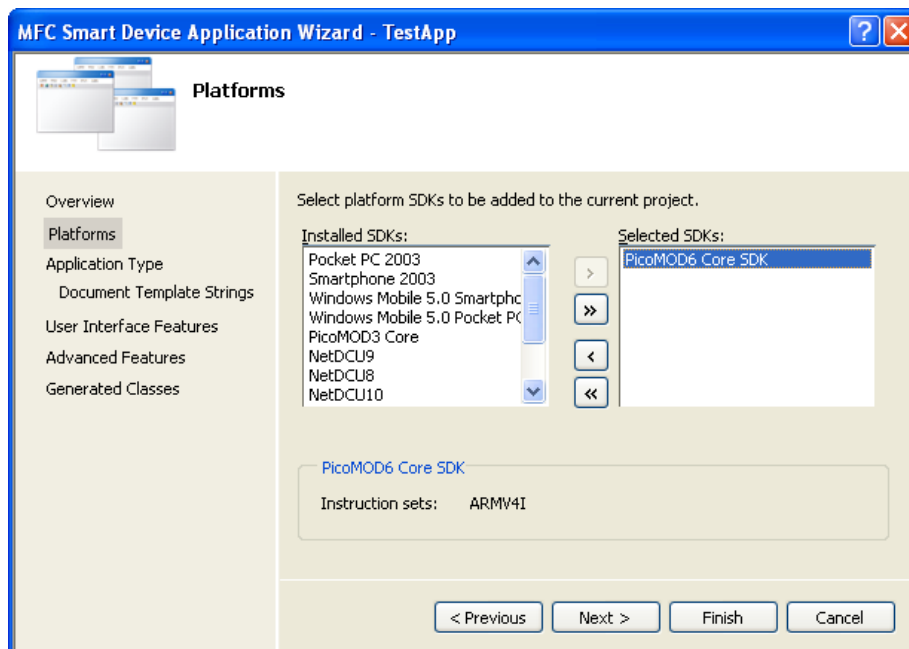 MFC Smart Device Application Wizard - TestApp
Platforms
Overview
Platforms
Application Type
Document Template Strings
User Interface Features
Advanced Features
Generated Classes
Select platform SDKs to be added to the current project.
Installed SDKs:
Pocket PC 2003
Smartphone 2003
Windows Mobile 5.0 Smartphc
Windows Mobile 5.0 Pocket PC
PicoMOD3 Core
NetDCU9
NetDCU8
NetDCU10
>
>>
<
<<
Selected SDKs:
PicoMOD6 Core SDK
PicoMOD6 Core SDK
Instruction sets: ARMV4I
< Previous Next > Finish Cancel